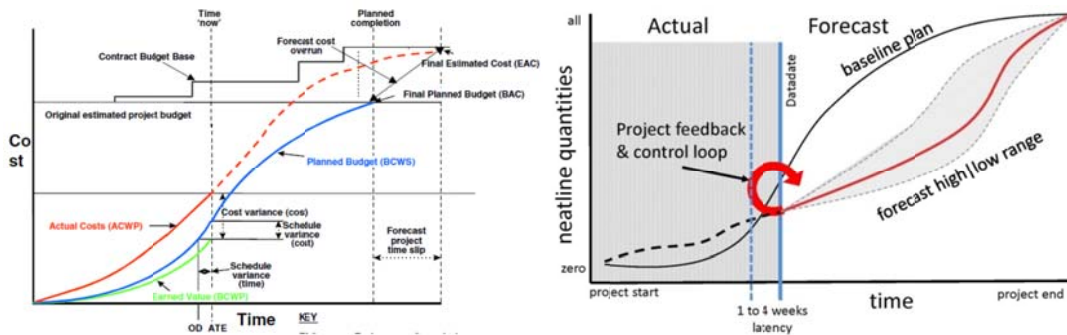 Time
'now'
Planned
completion
Forecast cost
overrun
Contract Budget Base
Final Estimated Cost (EAC)
Final Planned Budget (BAC)
Original estimated project budget
Co
st
Planned Budget (BCWS)
Cost variance (cos)
Actual Costs (ACWP)
Schelule
variance
(coit)
Forecast
project
time slip
Schedule
variance
(time)
Earned Value (BCWP)
Time
KEY
OD ATE
all
Actual
Forecast
baseline plan
Datadate
Project feedback
& control loop
neatline quantities
forecast high|low range
zero
project start
time
project end
1 to 4 weeks
latency